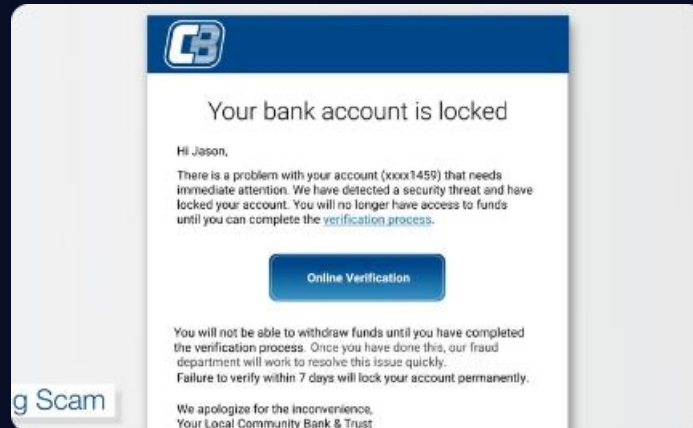 CB
Your bank account is locked
Hi Jason,
There is a problem with your account (xxxx1459) that needs
immediate attention. We have detected a security threat and have
locked your account. You will no longer have access to funds
until you can complete the verification process.
Online Verification
You will not be able to withdraw funds until you have completed
the verification process. Once you have done this, our fraud
department will work to resolve this issue quickly.
Failure to verify within 7 days will lock your account permanently.
g Scam
We apologize for the inconvenience,
Your Local Community Bank & Trust